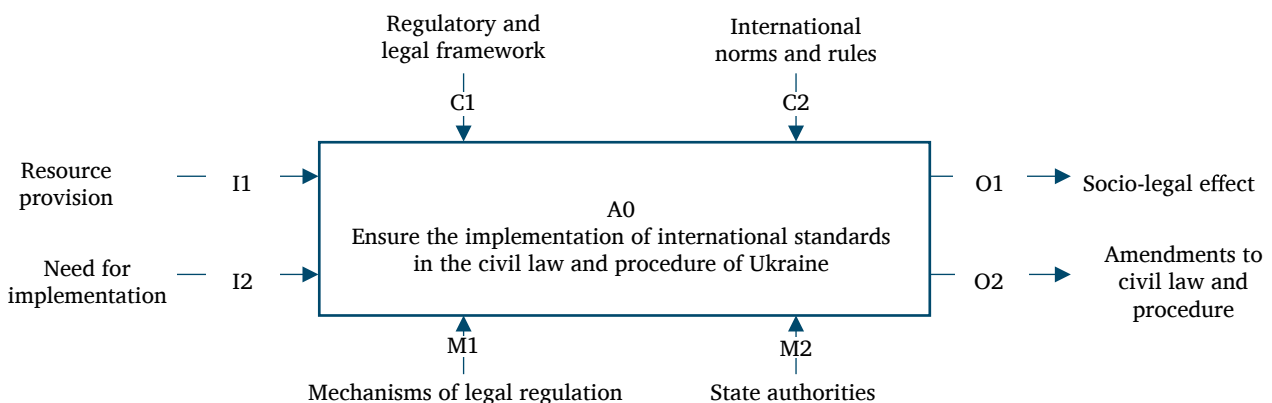 Regulatory and
legal framework
International
norms and rules
C1
C2
Resource
provision
I1
A0
Ensure the implementation of international standards
in the civil law and procedure of Ukraine
O1
Socio-legal effect
Need for
implementation
I2
O2
Amendments to
civil law and
procedure
M1
M2
Mechanisms of legal regulation
State authorities